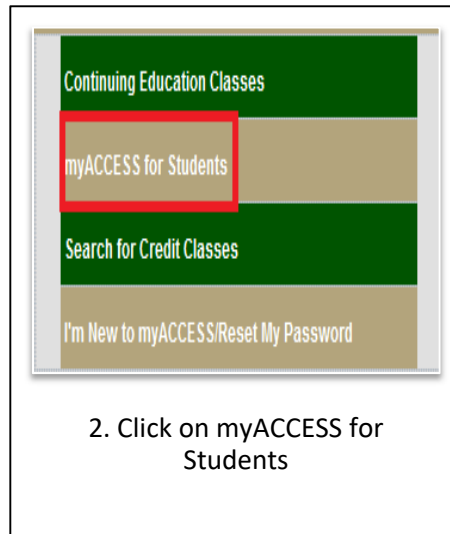 Continuing Education Classes
myACCESS for Students
Search for Credit Classes
I'm New to myACCESS/Reset My Password
2. Click on myACCESS for
Students